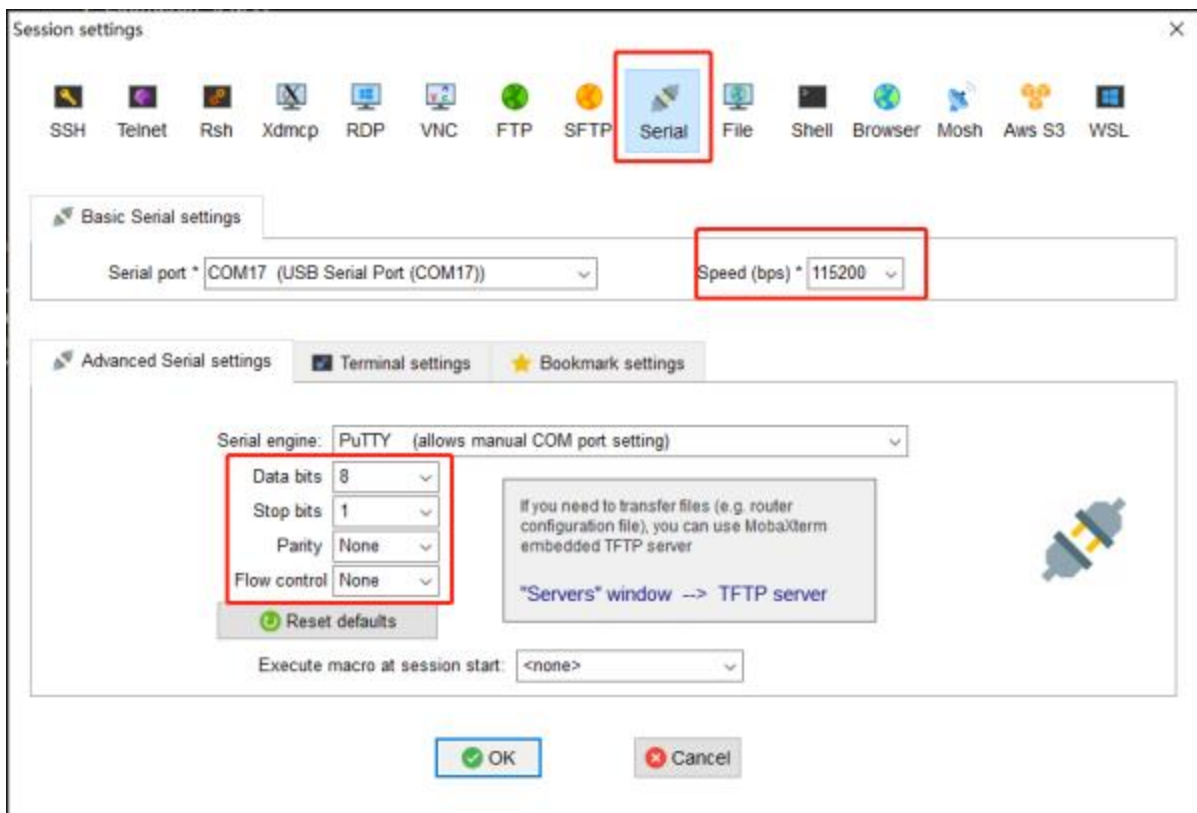 Session settings
SSH Telnet Rsh Xdmcp RDP VNC FTP SFTP Serial File Shell Browser Mosh Aws S3 WSL
Basic Serial settings
Serial port * COM17 (USB Serial Port (COM17)) Speed (bps) * 115200
Advanced Serial settings Terminal settings Bookmark settings
Serial engine: PuTTY (allows manual COM port setting)
Data bits 8
Stop bits 1
Parity None
Flow control None
If you need to transfer files (e.g. router
configuration file), you can use MobaXterm
embedded TFTP server
"Servers" window --> TFTP server
Reset defaults
Execute macro at session start: <none>
OK Cancel